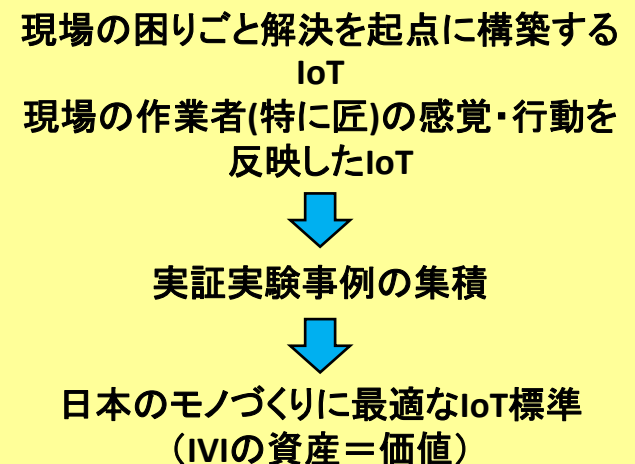 現場の困りごと解決を起点に構築する
IoT
現場の作業者(特に匠)の感覚・行動を
反映したIoT
実証実験事例の集積
日本のモノづくりに最適なIoT標準
（IVIの資産＝価値）